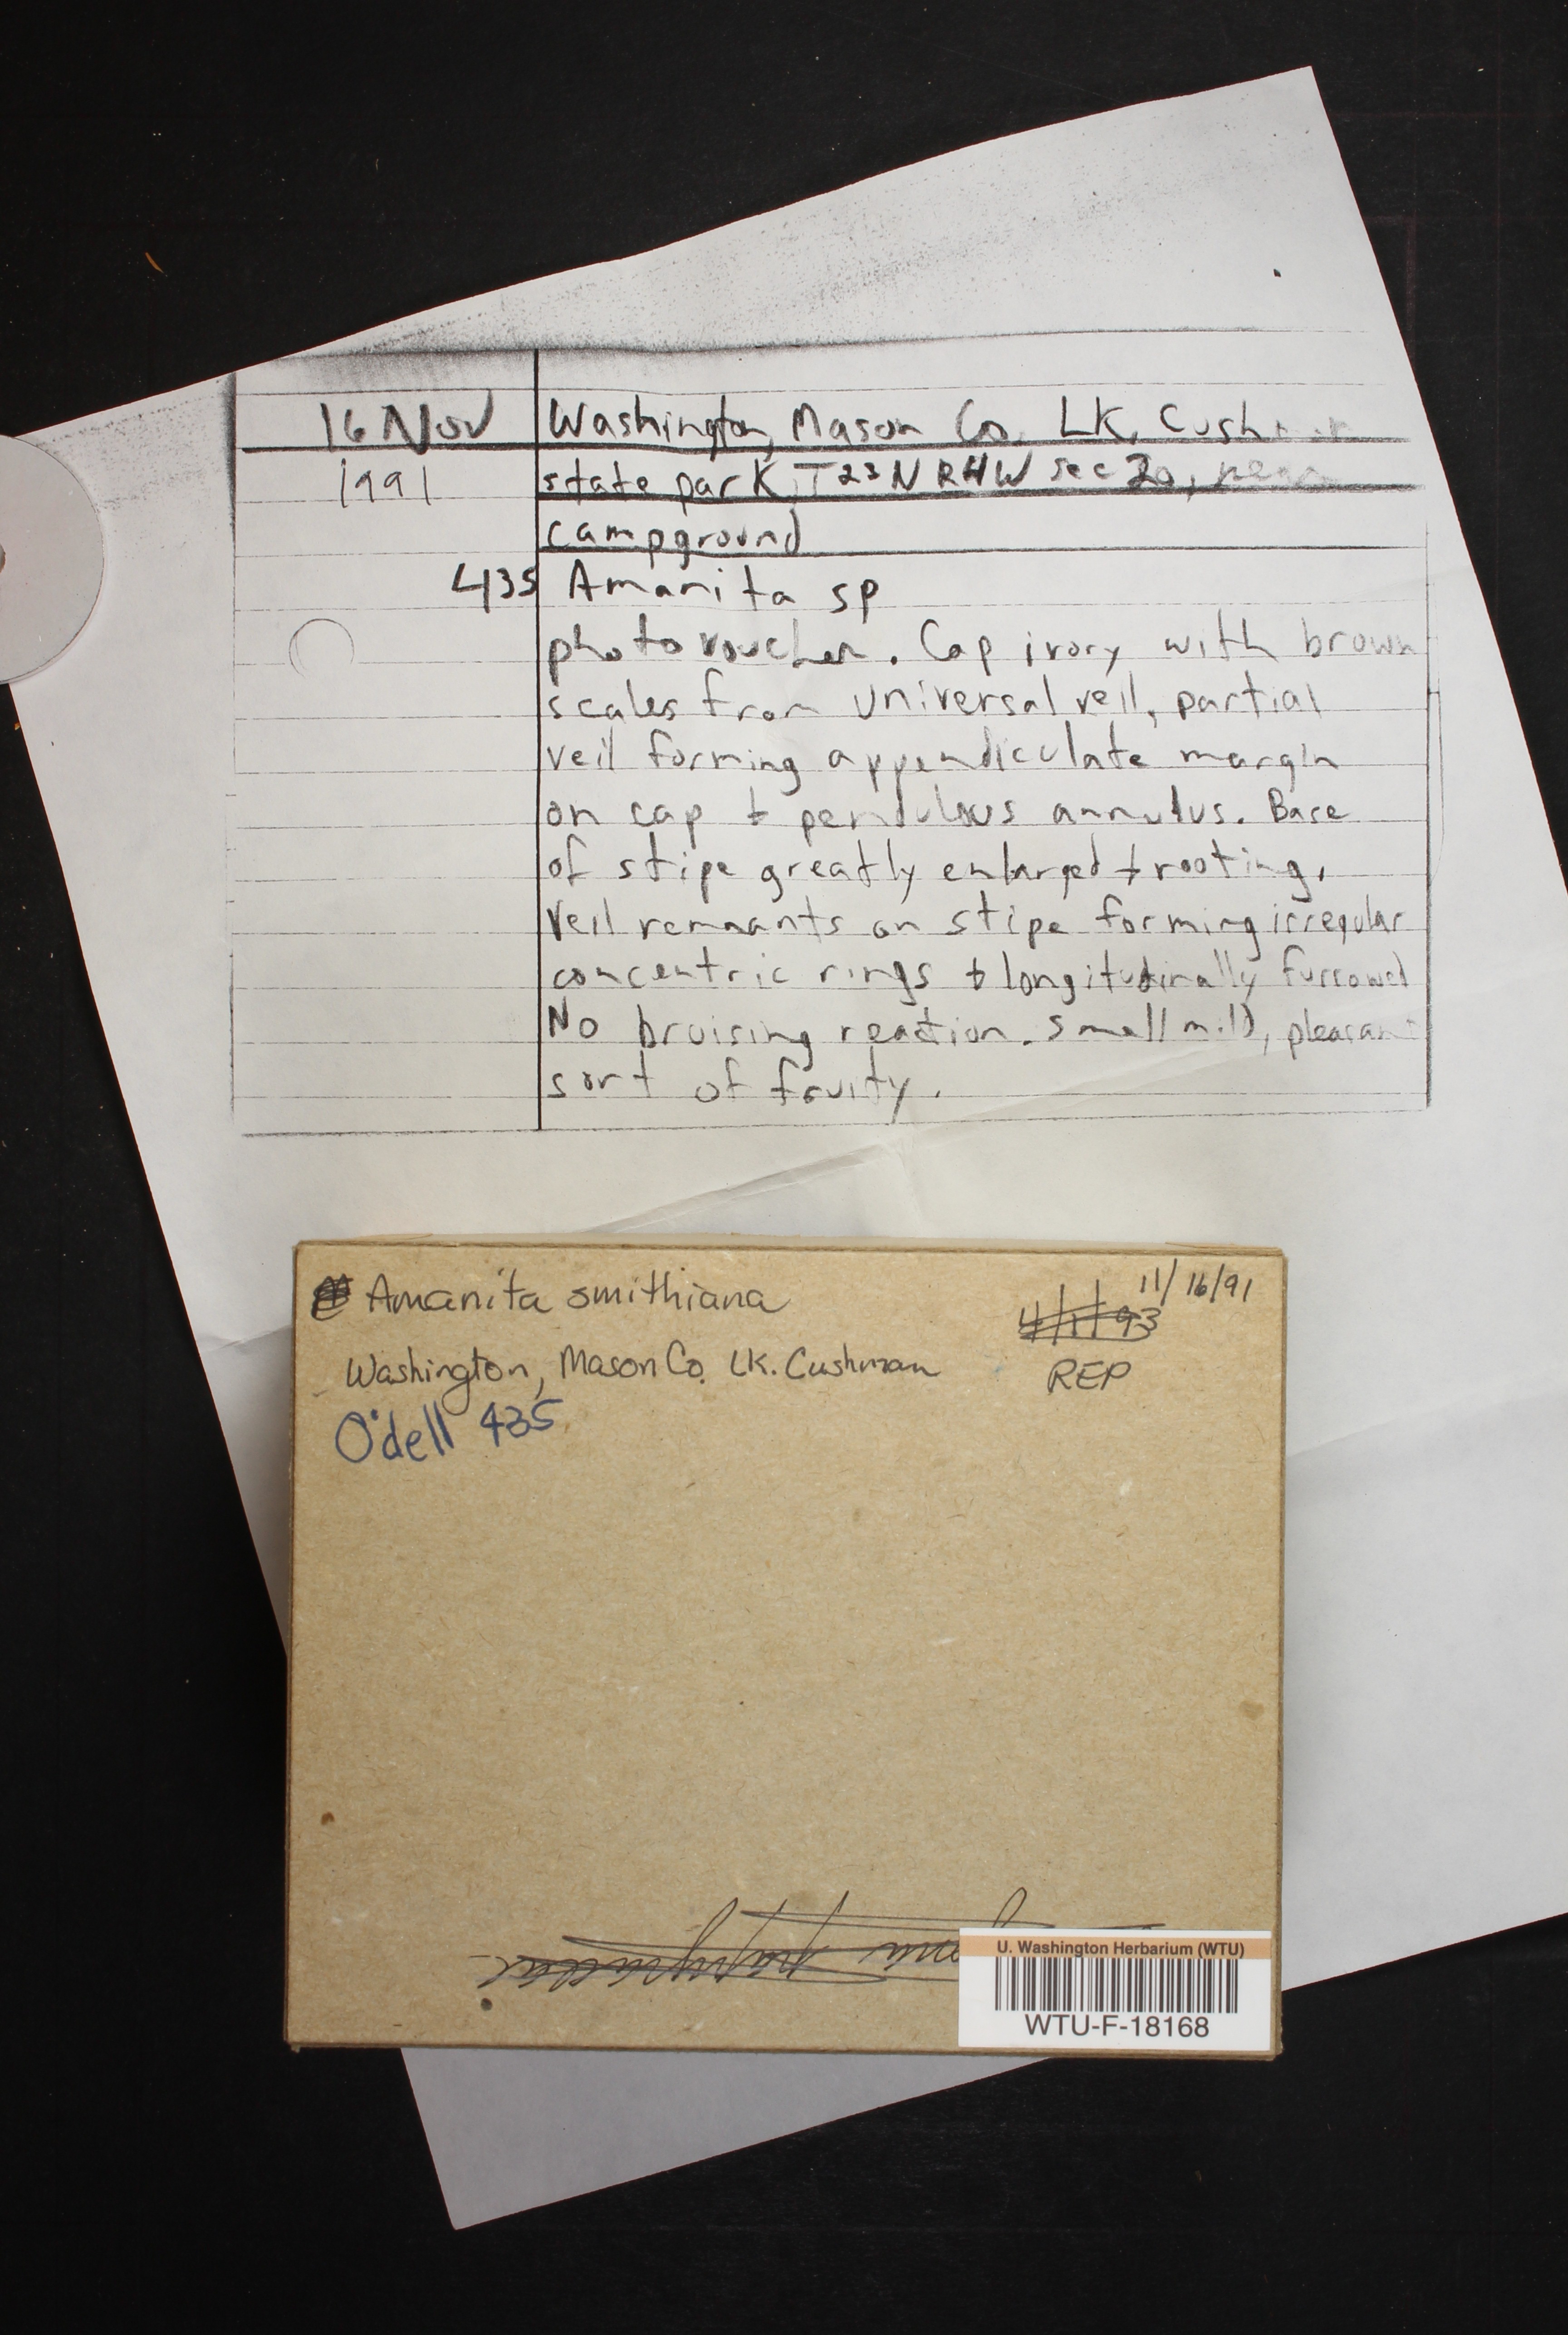 16 Nov Washington, Mason Co. LK. Cushman
1991 state park, T23N R4W sec 20, near
campground
435 Amanita sp
photo voucher. Cap ivory with brown
scales from universal veil, partial
veil forming appendiculate margin
on cap + pendulous annulus. Base
of stipe greatly enlarged + rooting.
Veil remnants on stipe forming irregular
concentric rings + longitudinally furrowed
No bruising reaction. Smell mild, pleasant
sort of fruity.
Amanita smithiana 11/16/91
4/1/93
Washington, Mason Co. LK. Cushman REP
O'dell 435
U. Washington Herbarium (WTU)
WTU-F-18168